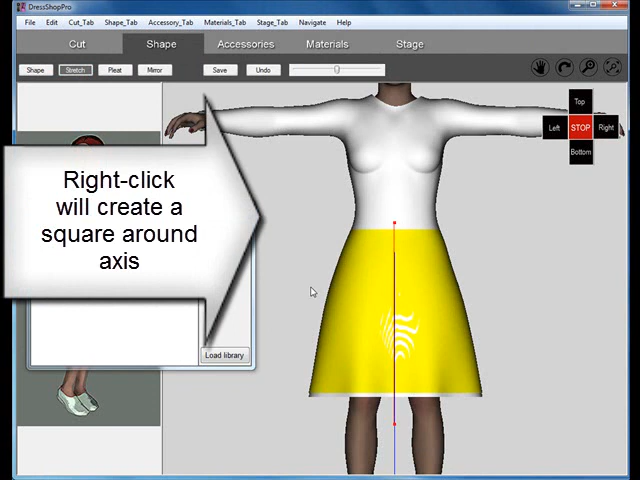 DressShopPro
File Edit Cut_Tab Shape_Tab Accessory_Tab Materials_Tab Stage_Tab Navigate Help
Cut Shape Accessories Materials Stage
Shape Stretch Pleat Mirror Save Undo
Top
Left STOP Right
Bottom
Right-click
will create a
square around
axis
Load library